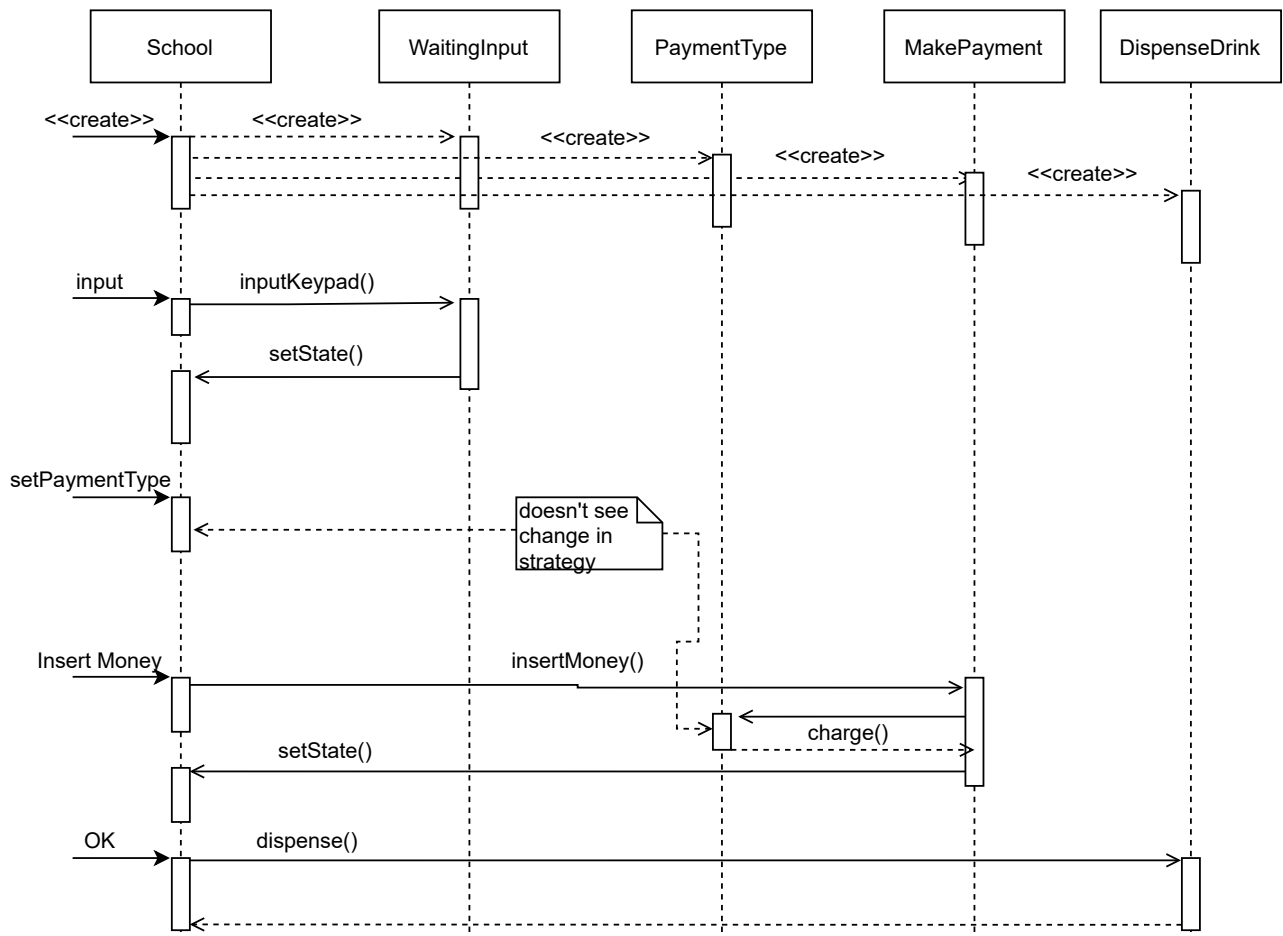 School
WaitingInput
PaymentType
MakePayment
DispenseDrink
<<create>>
<<create>>
<<create>>
<<create>>
<<create>>
input
inputKeypad()
setState()
setPaymentType
doesn't see
change in
strategy
Insert Money
insertMoney()
charge()
setState()
OK
dispense()